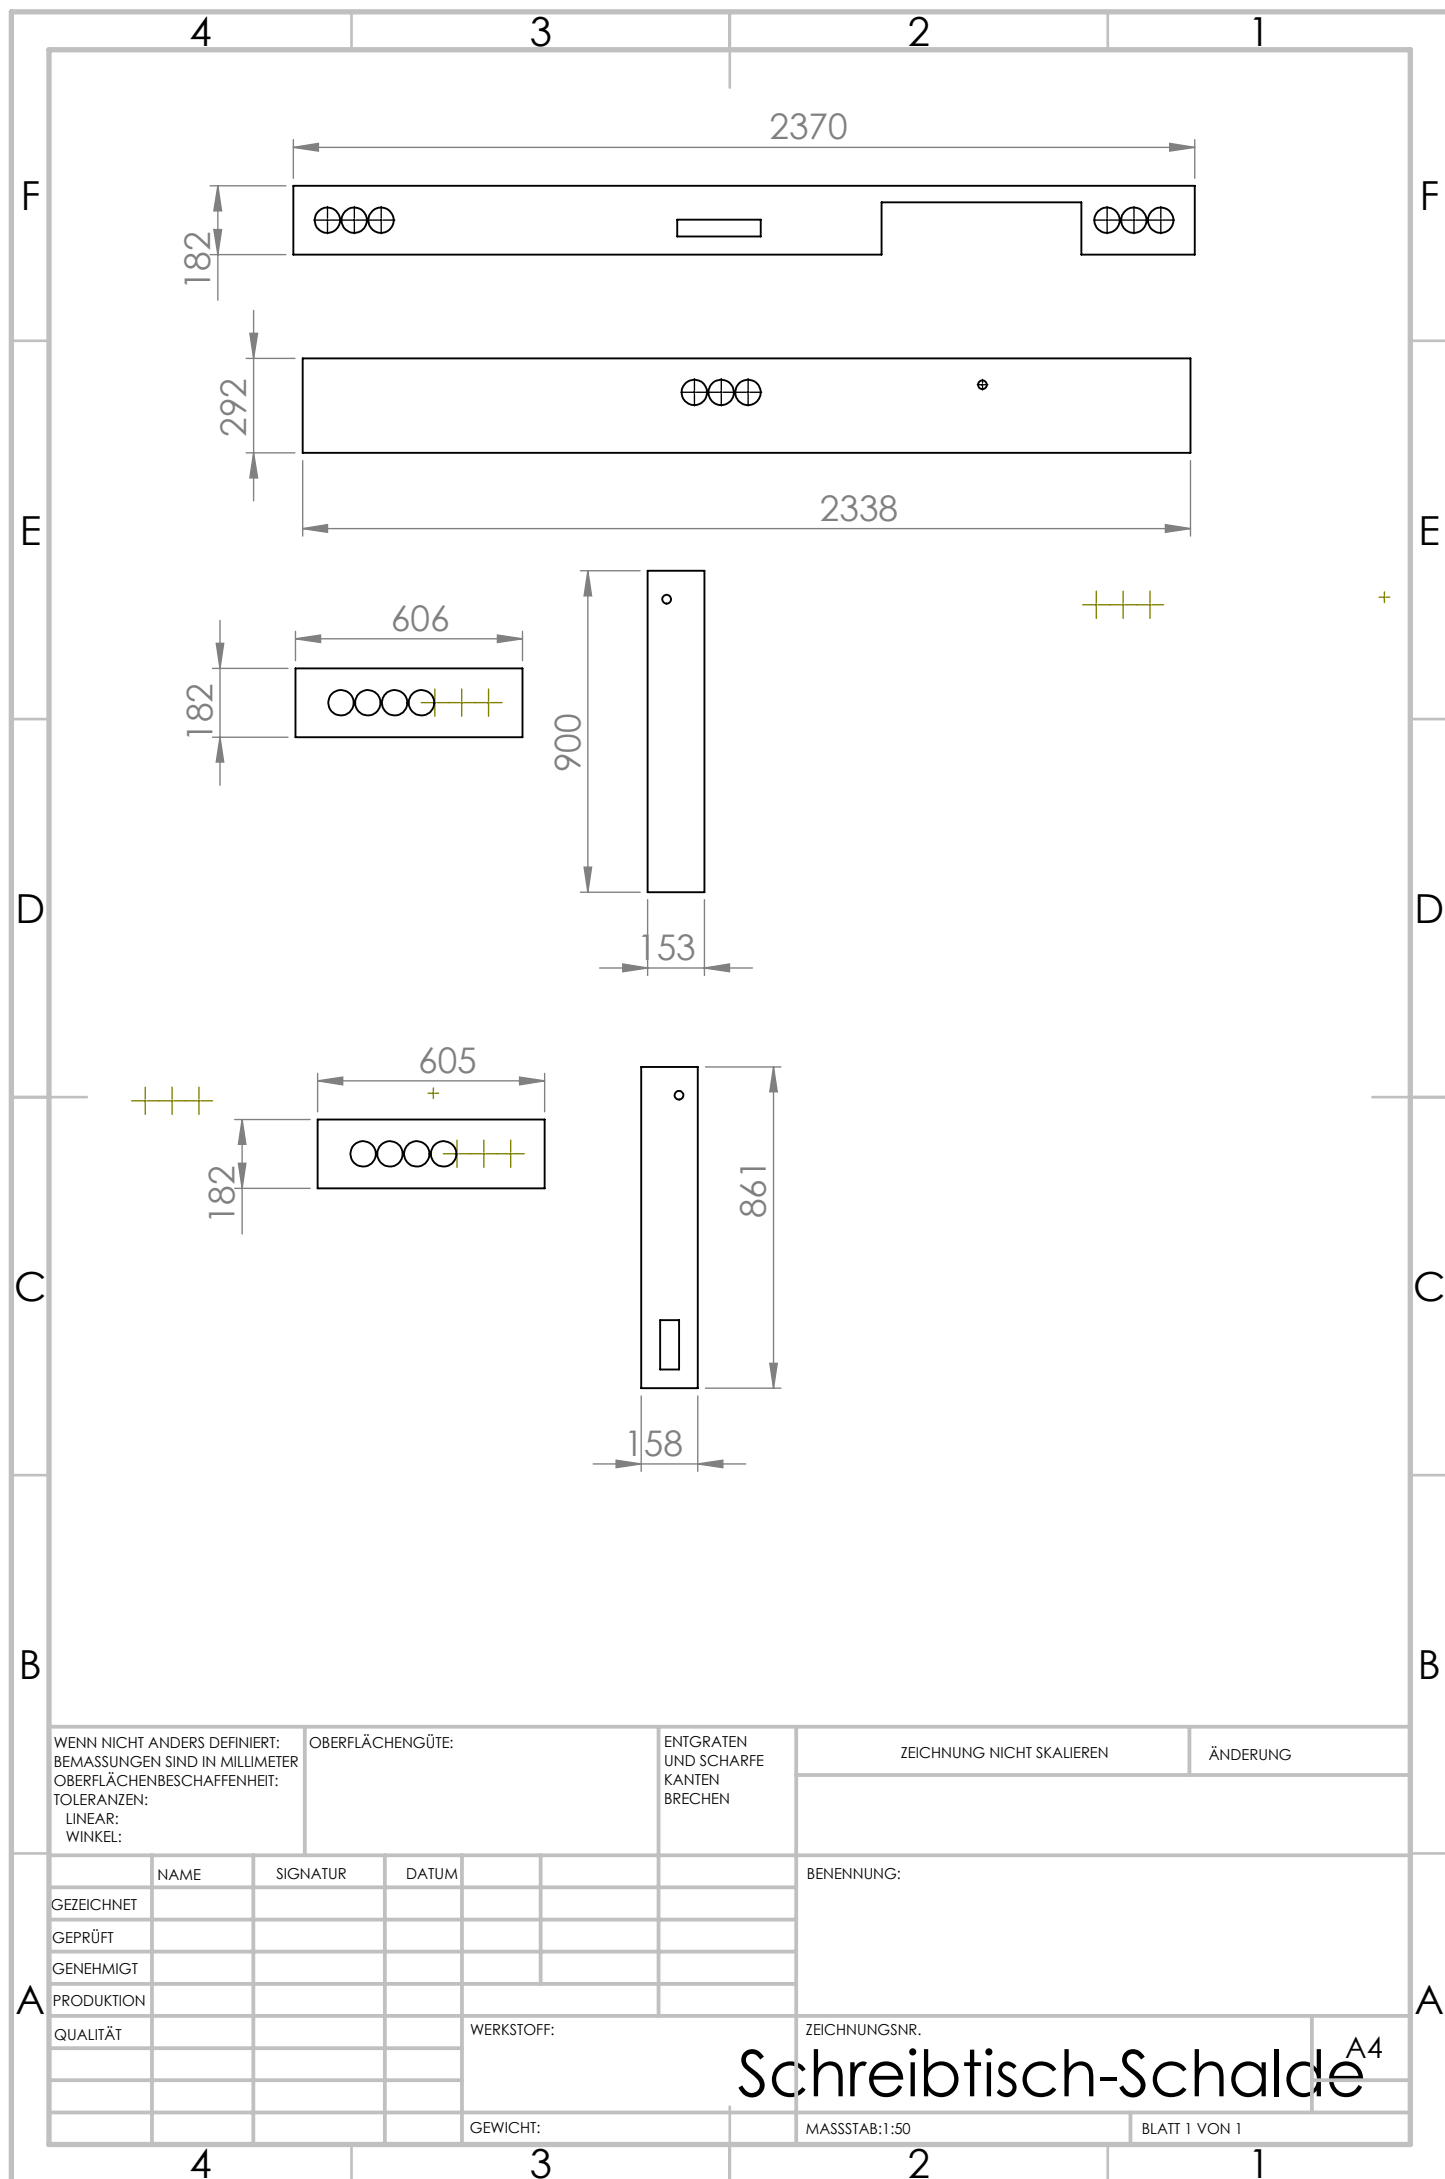 4 3 2 1
2370
F F
182
292
2338
E E
606
182
900
D D
153
605
182
861
C C
158
B B
WENN NICHT ANDERS DEFINIERT:
BEMASSUNGEN SIND IN MILLIMETER
OBERFLÄCHENBESCHAFFENHEIT:
TOLERANZEN:
LINEAR:
WINKEL:
OBERFLÄCHENGÜTE:
ENTGRATEN
UND SCHARFE
KANTEN
BRECHEN
ZEICHNUNG NICHT SKALIEREN
ÄNDERUNG
NAME SIGNATUR DATUM
GEZEICHNET
GEPRÜFT
GENEHMIGT
PRODUKTION
QUALITÄT
BENENNUNG:
A A
WERKSTOFF:
ZEICHNUNGSNR.
Schreibtisch-Schalde
A4
GEWICHT:
MASSSTAB:1:50
BLATT 1 VON 1
4 3 2 1